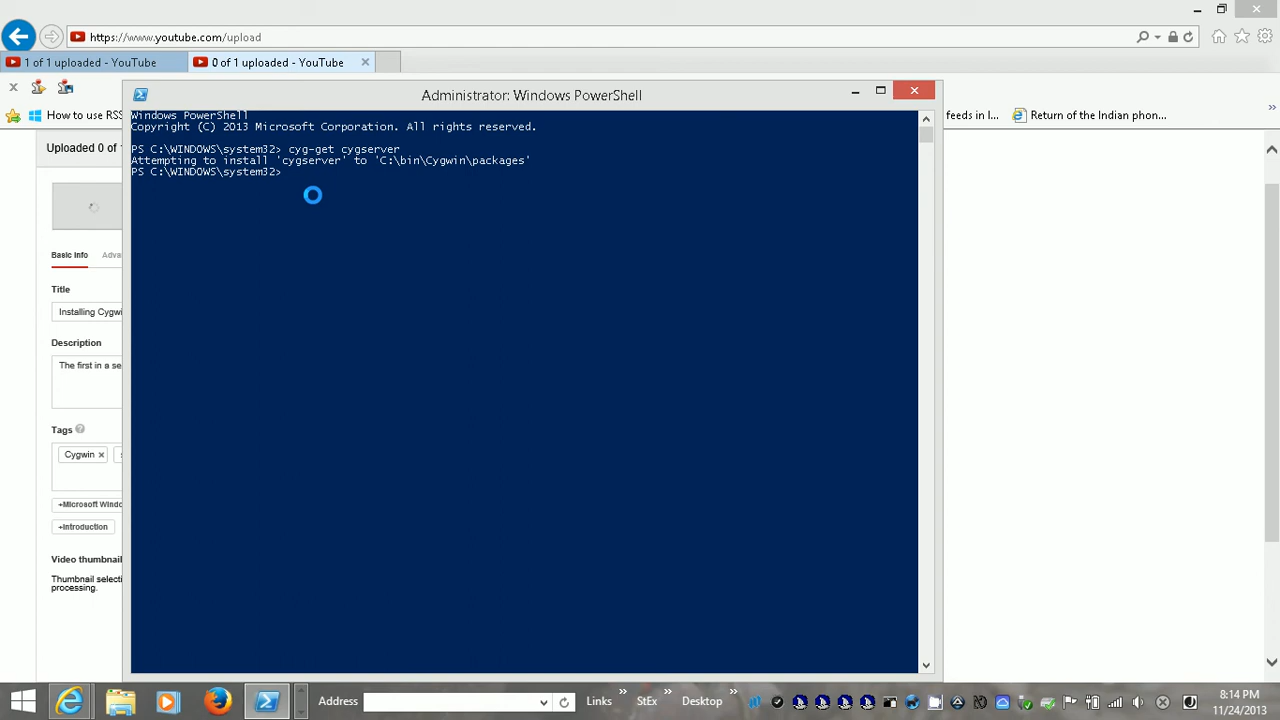 https://www.youtube.com/upload
1 of 1 uploaded - YouTube
0 of 1 uploaded - YouTube
How to use RSS
feeds in I...
Return of the Indian phon...
Administrator: Windows PowerShell
Windows PowerShell
Copyright (C) 2013 Microsoft Corporation. All rights reserved.
PS C:\WINDOWS\system32> cyg-get cygserver
Attempting to install 'cygserver' to 'C:\bin\Cygwin\packages'
PS C:\WINDOWS\system32>
Uploaded 0 of
Basic info
Adva
Title
Installing Cygwi
Description
The first in a se
Tags
Cygwin
+Microsoft Windo
+Introduction
Video thumbnail
Thumbnail selecti
processing.
Address
Links
StEx
Desktop
8:14 PM
11/24/2013